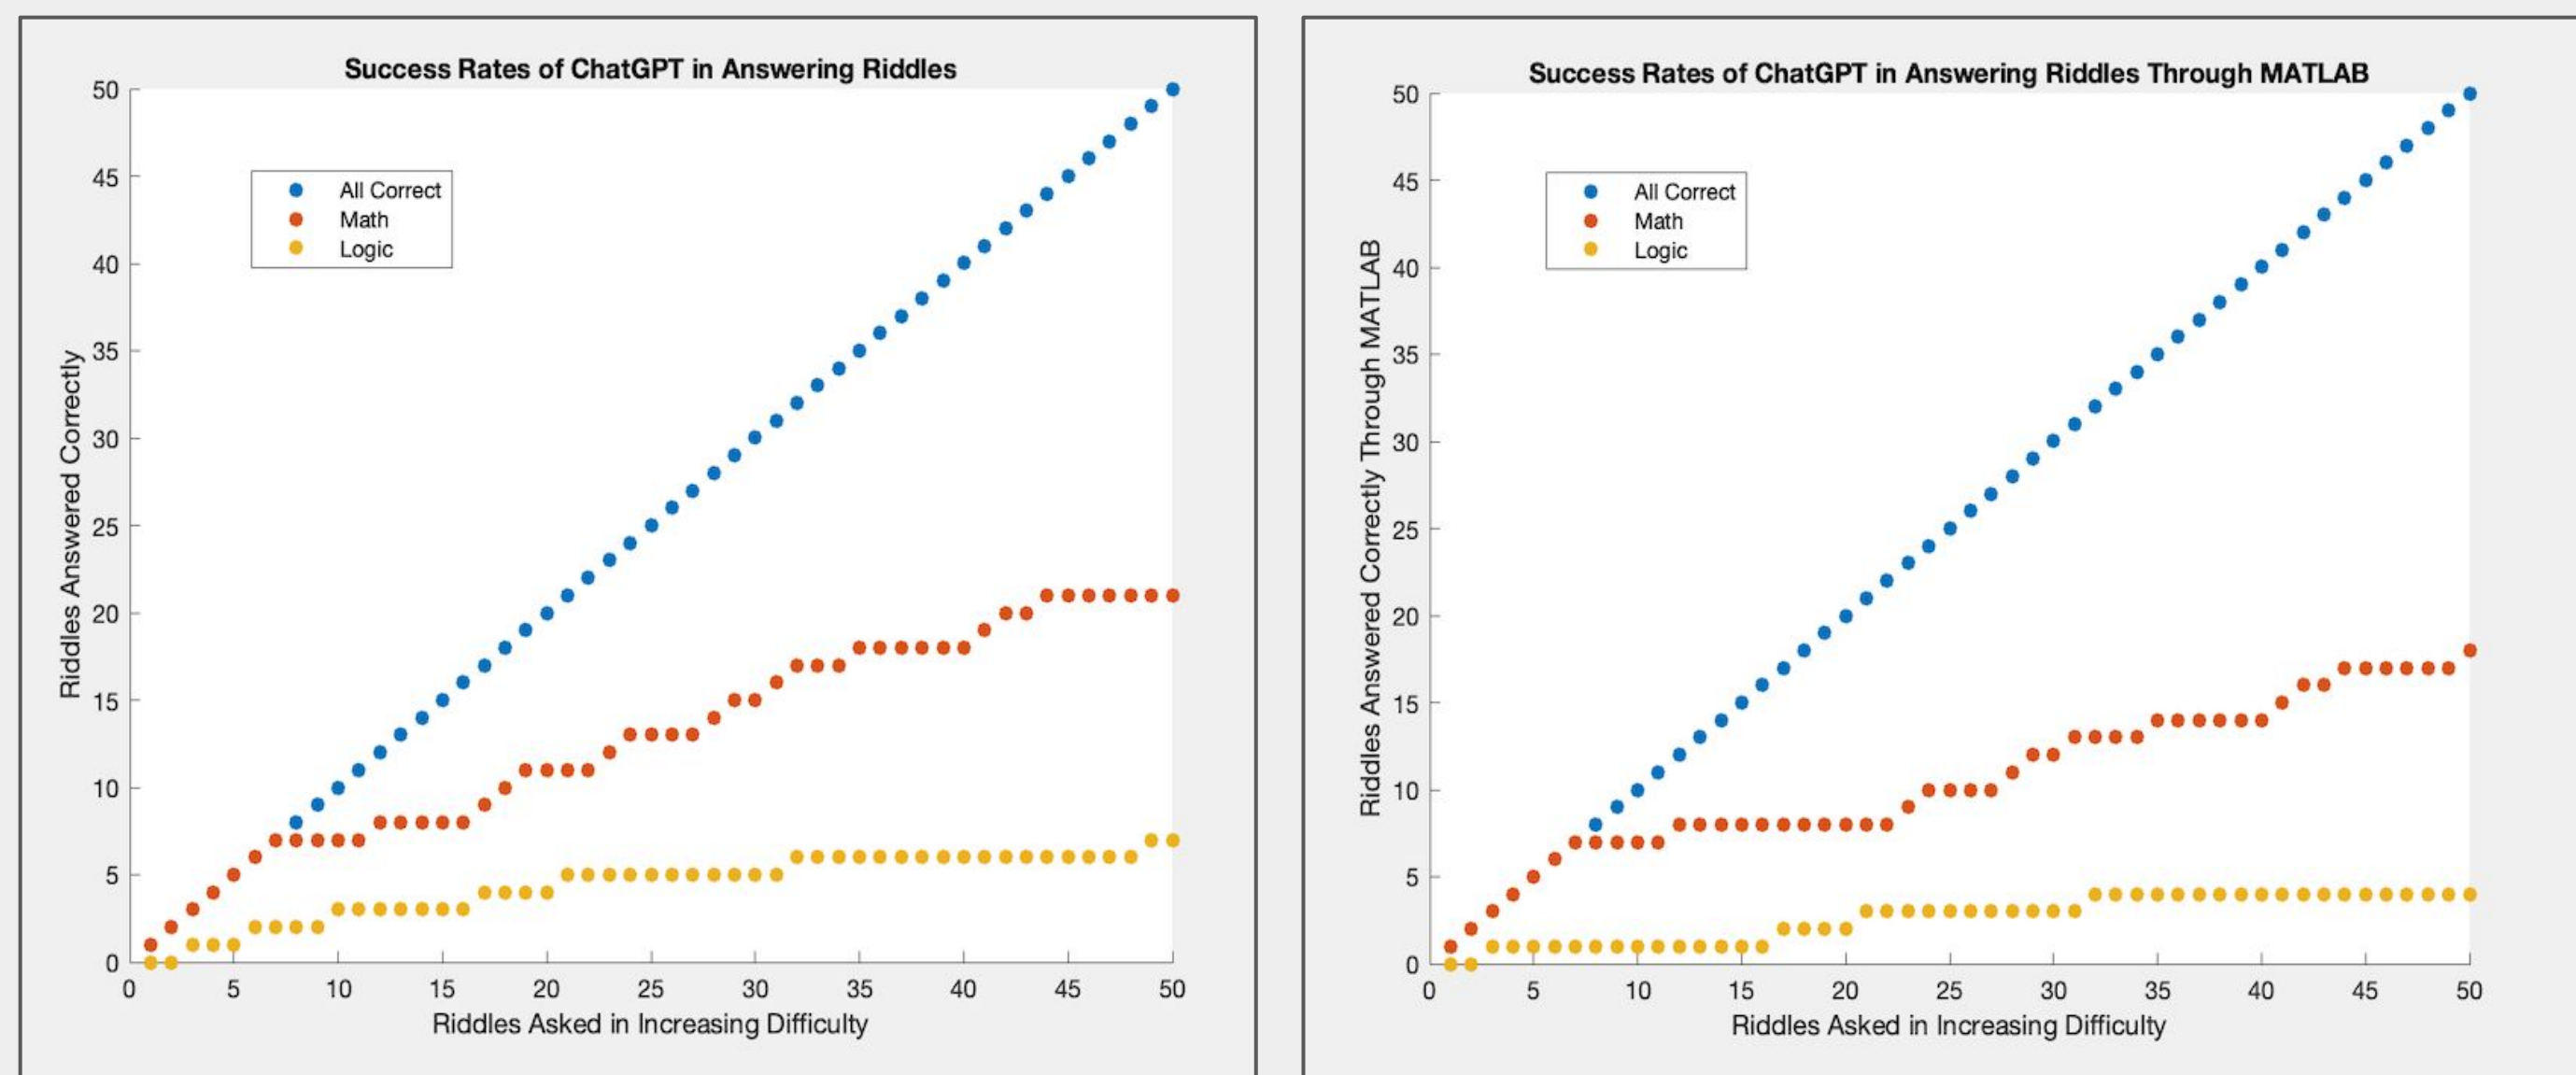 Success Rates of ChatGPT in Answering Riddles
50
45
40
35
30
25
20
15
10
5
0
Riddles Answered Correctly
All Correct
Math
Logic
0 5 10 15 20 25 30 35 40 45 50
Riddles Asked in Increasing Difficulty
Success Rates of ChatGPT in Answering Riddles Through MATLAB
50
45
40
35
30
25
20
15
10
5
0
Riddles Answered Correctly Through MATLAB
All Correct
Math
Logic
0 5 10 15 20 25 30 35 40 45 50
Riddles Asked in Increasing Difficulty